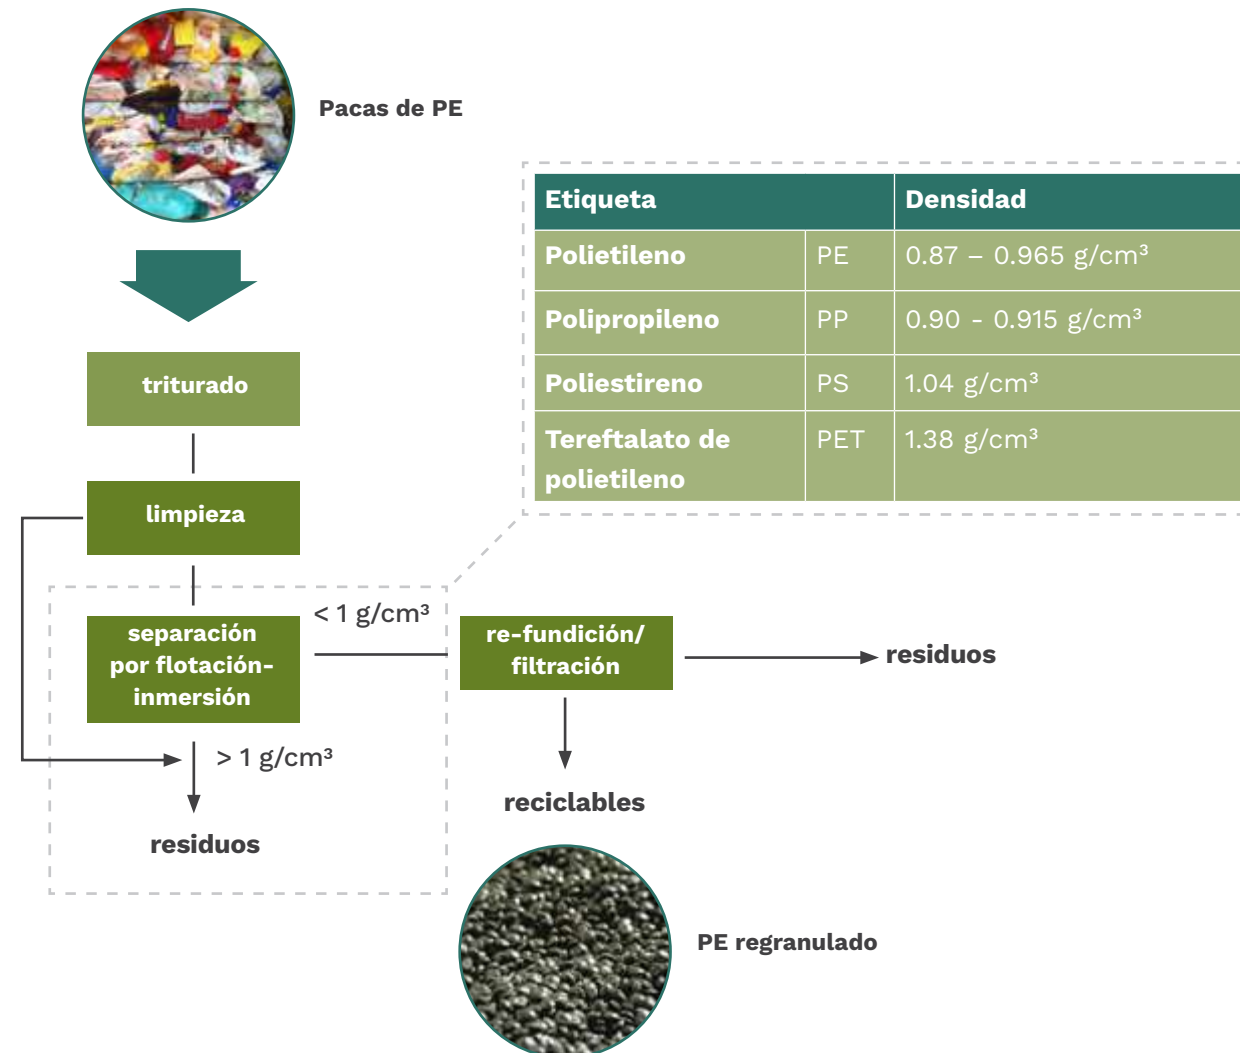 Pacas de PE
Etiqueta Densidad
Polietileno PE 0.87 – 0.965 g/cm³
Polipropileno PP 0.90 - 0.915 g/cm³
Poliestireno PS 1.04 g/cm³
Tereftalato de PET 1.38 g/cm³
polietileno
triturado
limpieza
< 1 g/cm³
separación
por flotación-
inmersión
re-fundición/
filtración
residuos
> 1 g/cm³
residuos
reciclables
PE regranulado